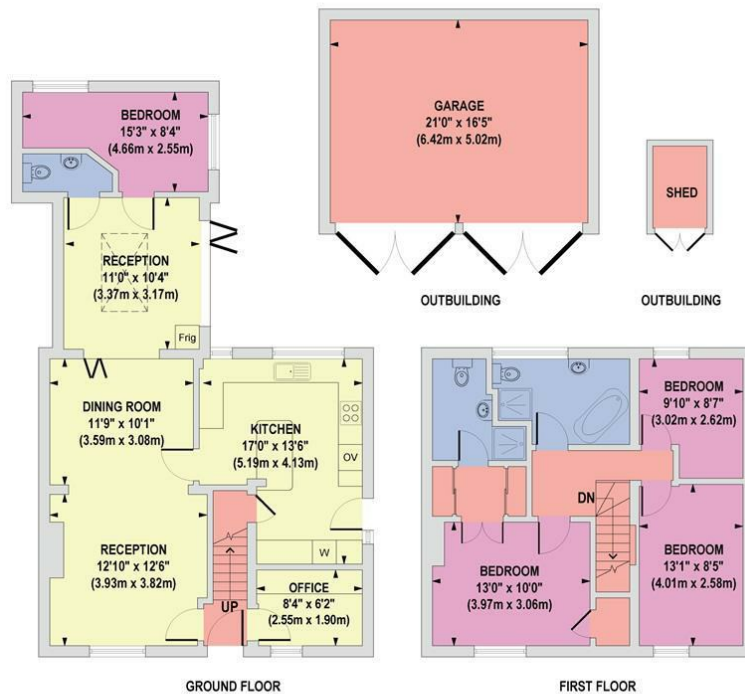 BEDROOM
15'3" x 8'4"
(4.66m x 2.55m)
RECEPTION
11'0" x 10'4"
(3.37m x 3.17m)
Frig
DINING ROOM
11'9" x 10'1"
(3.59m x 3.08m)
KITCHEN
17'0" x 13'6"
(5.19m x 4.13m)
OV
W
RECEPTION
12'10" x 12'6"
(3.93m x 3.82m)
UP
OFFICE
8'4" x 6'2"
(2.55m x 1.90m)
GROUND FLOOR
GARAGE
21'0" x 16'5"
(6.42m x 5.02m)
OUTBUILDING
SHED
OUTBUILDING
BEDROOM
9'10" x 8'7"
(3.02m x 2.62m)
DN
BEDROOM
13'0" x 10'0"
(3.97m x 3.06m)
BEDROOM
13'1" x 8'5"
(4.01m x 2.58m)
FIRST FLOOR